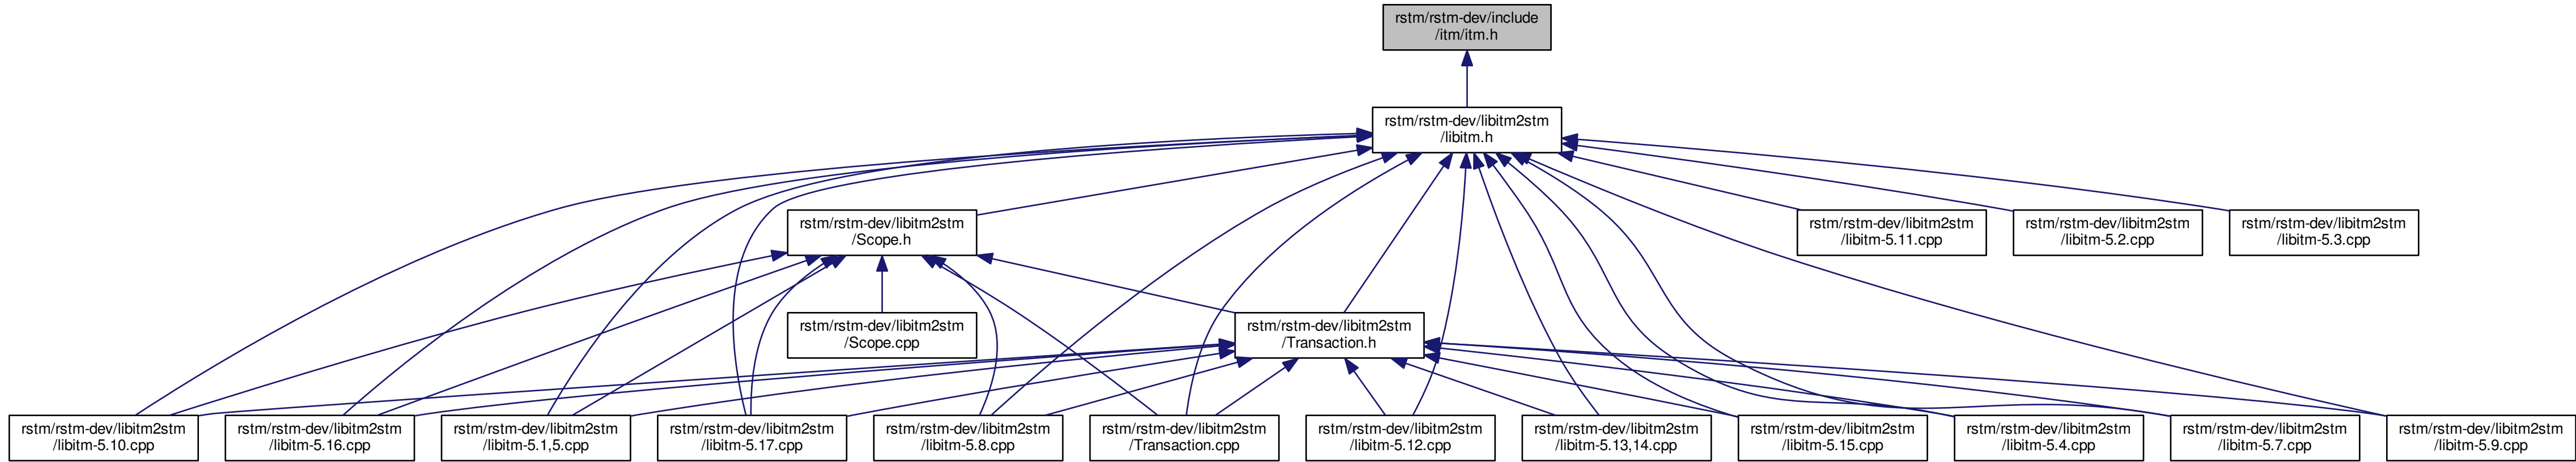 rstm/rstm-dev/include
/itm/itm.h
rstm/rstm-dev/libitm2stm
/libitm.h
rstm/rstm-dev/libitm2stm
/Scope.h
rstm/rstm-dev/libitm2stm
/libitm-5.11.cpp
rstm/rstm-dev/libitm2stm
/libitm-5.2.cpp
rstm/rstm-dev/libitm2stm
/libitm-5.3.cpp
rstm/rstm-dev/libitm2stm
/Scope.cpp
rstm/rstm-dev/libitm2stm
/Transaction.h
rstm/rstm-dev/libitm2stm
/libitm-5.10.cpp
rstm/rstm-dev/libitm2stm
/libitm-5.16.cpp
rstm/rstm-dev/libitm2stm
/libitm-5.1,5.cpp
rstm/rstm-dev/libitm2stm
/libitm-5.17.cpp
rstm/rstm-dev/libitm2stm
/libitm-5.8.cpp
rstm/rstm-dev/libitm2stm
/Transaction.cpp
rstm/rstm-dev/libitm2stm
/libitm-5.12.cpp
rstm/rstm-dev/libitm2stm
/libitm-5.13,14.cpp
rstm/rstm-dev/libitm2stm
/libitm-5.15.cpp
rstm/rstm-dev/libitm2stm
/libitm-5.4.cpp
rstm/rstm-dev/libitm2stm
/libitm-5.7.cpp
rstm/rstm-dev/libitm2stm
/libitm-5.9.cpp